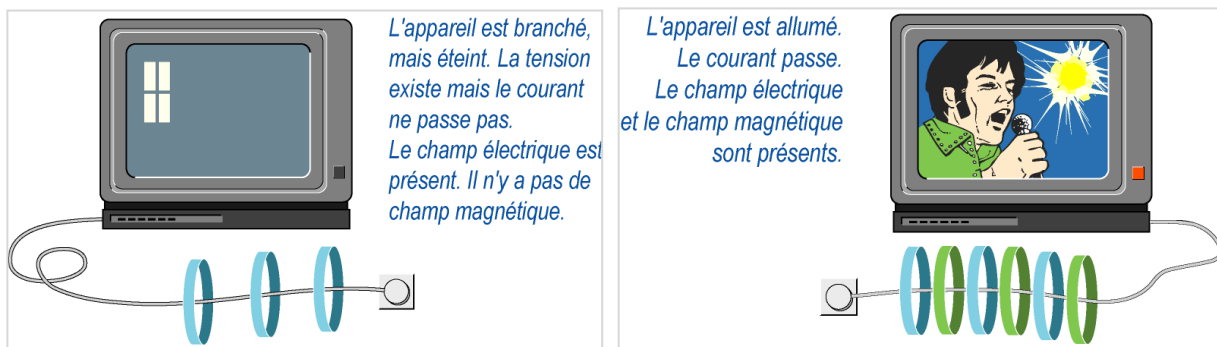 L'appareil est branché,
mais éteint. La tension
existe mais le courant
ne passe pas.
Le champ électrique est
présent. Il n'y a pas de
champ magnétique.
L'appareil est allumé.
Le courant passe.
Le champ électrique
et le champ magnétique
sont présents.